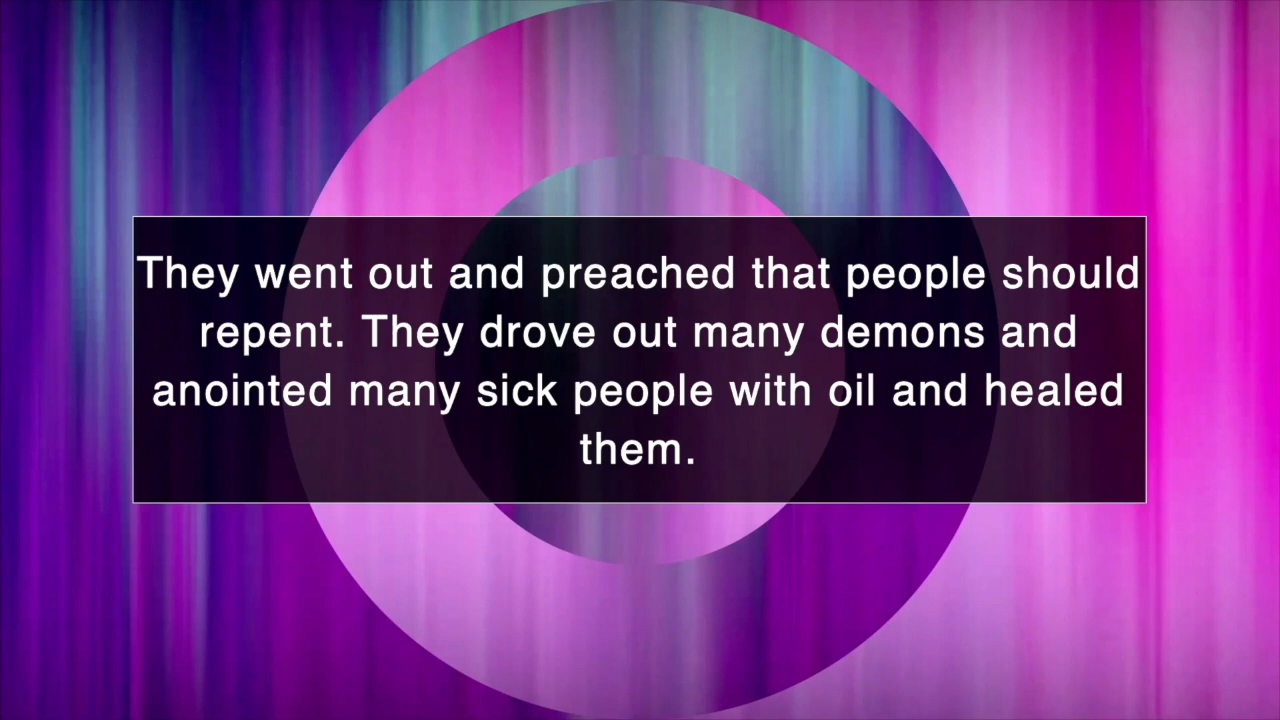 They went out and preached that people should
repent. They drove out many demons and
anointed many sick people with oil and healed
them.